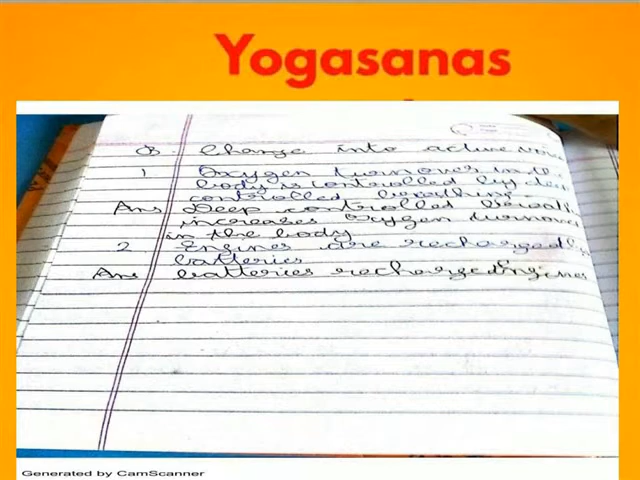 Yogasanas
Q. Change into active voice
1. Oxygen turnover in the
body is controlled by deep
controlled breathing.
Ans Deep controlled breath
increases Oxygen turnover
in the body
2 Engines are recharged by
batteries
Ans batteries recharged Engines
Generated by CamScanner